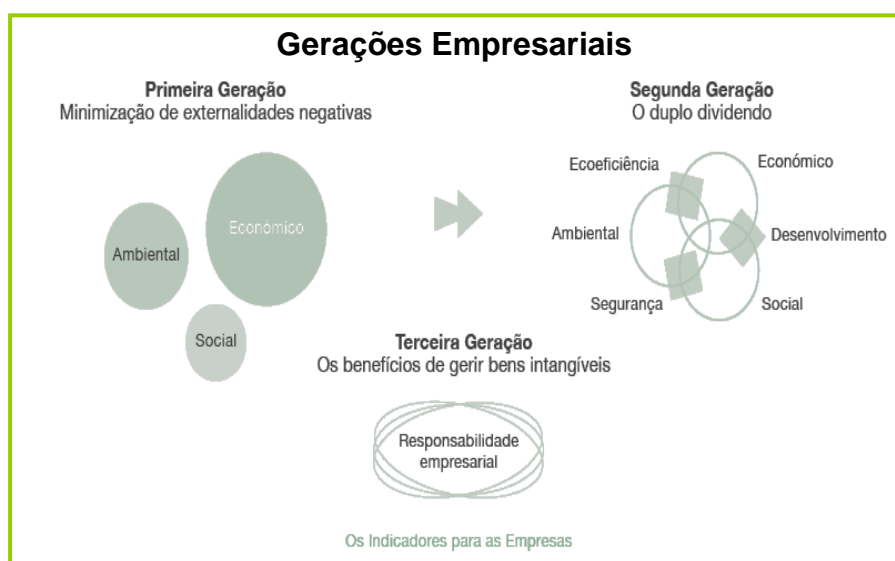 Gerações Empresariais
Primeira Geração
Minimização de externalidades negativas
Económico
Ambiental
Social
Segunda Geração
O duplo dividendo
Ecoeficiência
Económico
Ambiental
Desenvolvimento
Segurança
Social
Terceira Geração
Os benefícios de gerir bens intangíveis
Responsabilidade
empresarial
Os Indicadores para as Empresas